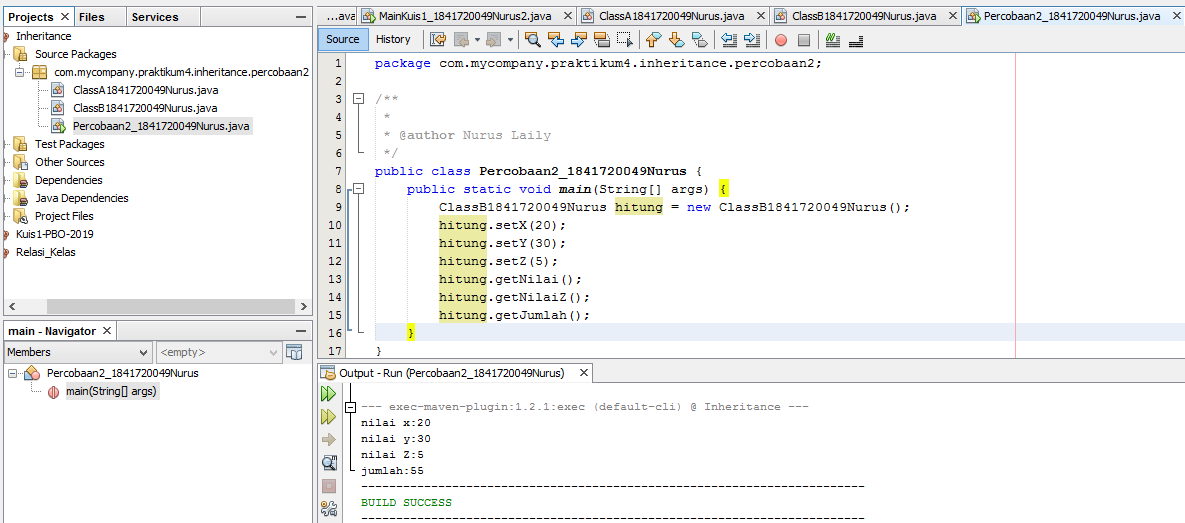 Projects × Files Services
Inheritance
Source Packages
com.mycompany.praktikum4.inheritance.percobaan2
ClassA1841720049Nurus.java
ClassB1841720049Nurus.java
Percobaan2_1841720049Nurus.java
Test Packages
Other Sources
Dependencies
Java Dependencies
Project Files
Kuis1-PBO-2019
Relasi_Kelas
main - Navigator ×
Members <empty>
Percobaan2_1841720049Nurus
main(String[] args)
...ava × MainKuis1_1841720049Nurus2.java × ClassA1841720049Nurus.java × ClassB1841720049Nurus.java × Percobaan2_1841720049Nurus.java ×
Source History
1 package com.mycompany.praktikum4.inheritance.percobaan2;
2
3 /**
4 *
5 * @author Nurus Laily
6 */
7 public class Percobaan2_1841720049Nurus {
8 public static void main(String[] args) {
9 ClassB1841720049Nurus hitung = new ClassB1841720049Nurus();
10 hitung.setX(20);
11 hitung.setY(30);
12 hitung.setZ(5);
13 hitung.getNilai();
14 hitung.getNilaiZ();
15 hitung.getJumlah();
16 }
17 }
Output - Run (Percobaan2_1841720049Nurus) ×
--- exec-maven-plugin:1.2.1:exec (default-cli) @ Inheritance ---
nilai x:20
nilai y:30
nilai Z:5
jumlah:55
------------------------------------------------------------------------
BUILD SUCCESS
------------------------------------------------------------------------